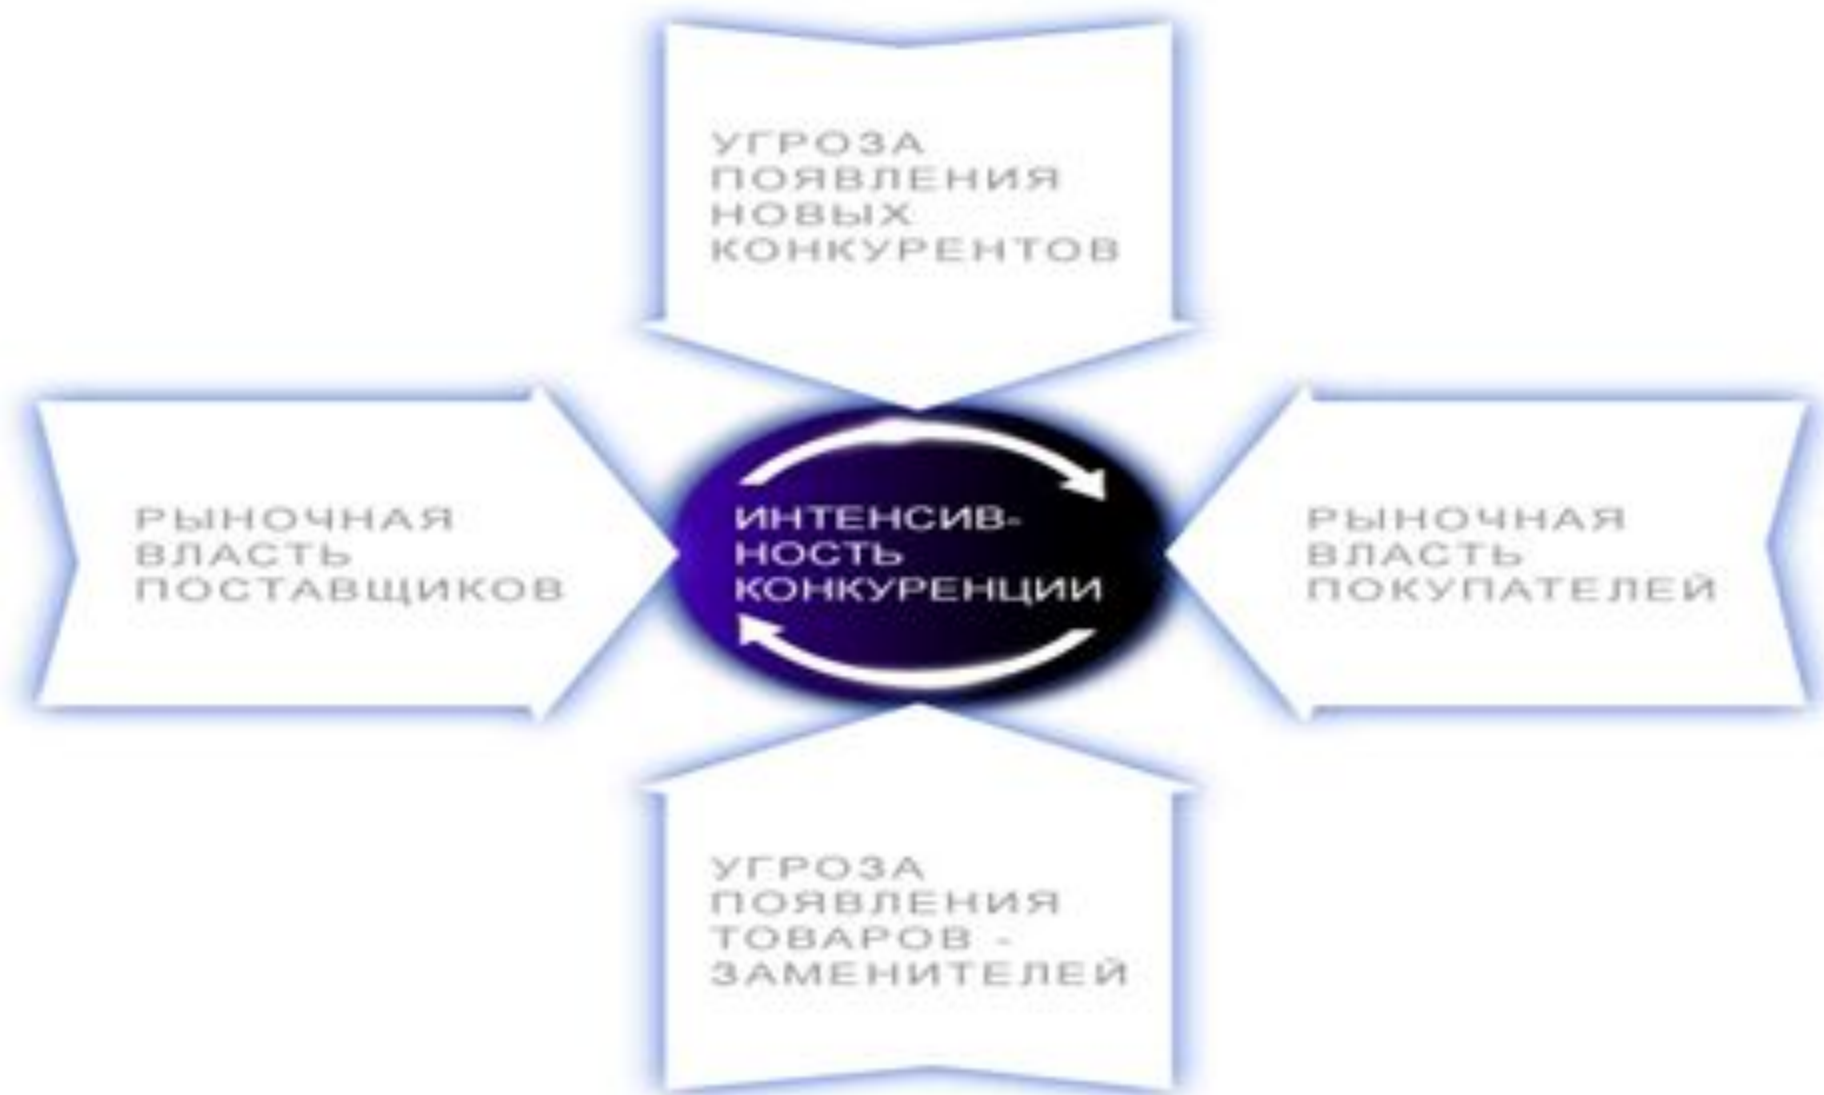 УГРОЗА
ПОЯВЛЕНИЯ
НОВЫХ
КОНКУРЕНТОВ
РЫНОЧНАЯ
ВЛАСТЬ
ПОСТАВЩИКОВ
ИНТЕНСИВ-
НОСТЬ
КОНКУРЕНЦИИ
РЫНОЧНАЯ
ВЛАСТЬ
ПОКУПАТЕЛЕЙ
УГРОЗА
ПОЯВЛЕНИЯ
ТОВАРОВ -
ЗАМЕНИТЕЛЕЙ